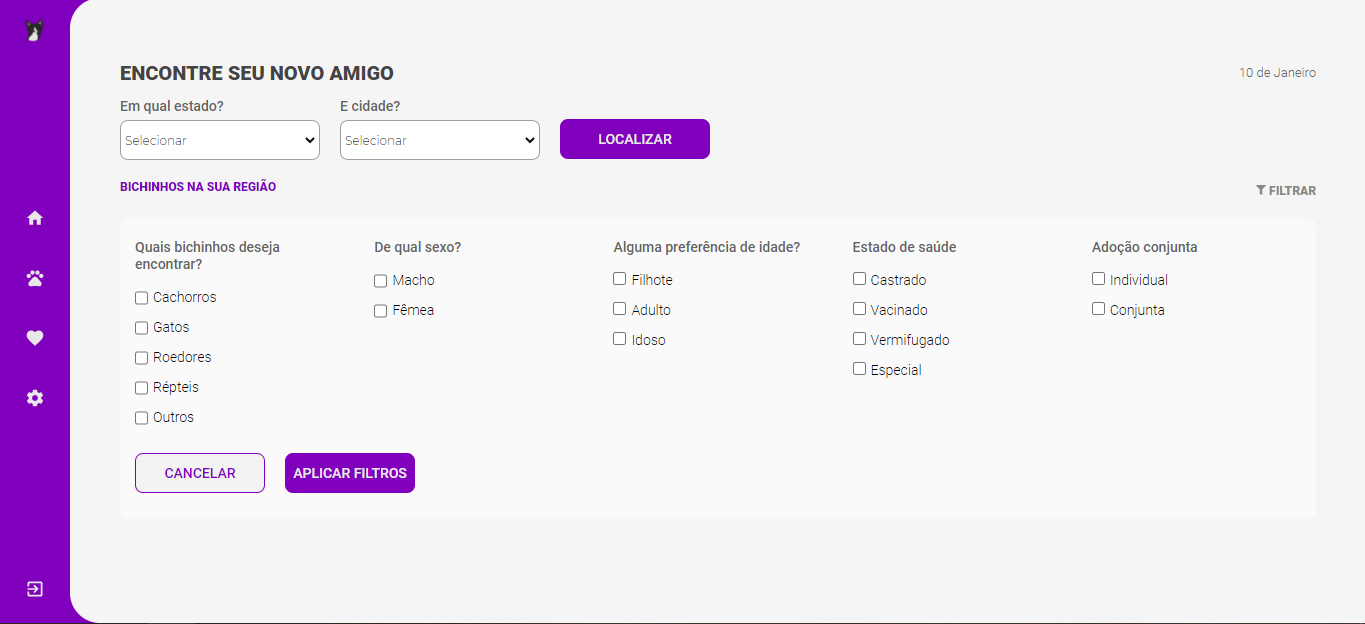 ENCONTRE SEU NOVO AMIGO
10 de Janeiro
Em qual estado?
E cidade?
Selecionar
Selecionar
LOCALIZAR
BICHINHOS NA SUA REGIÃO
FILTRAR
Quais bichinhos deseja
encontrar?
Cachorros
Gatos
Roedores
Répteis
Outros
De qual sexo?
Macho
Fêmea
Alguma preferência de idade?
Filhote
Adulto
Idoso
Estado de saúde
Castrado
Vacinado
Vermifugado
Especial
Adoção conjunta
Individual
Conjunta
CANCELAR
APLICAR FILTROS